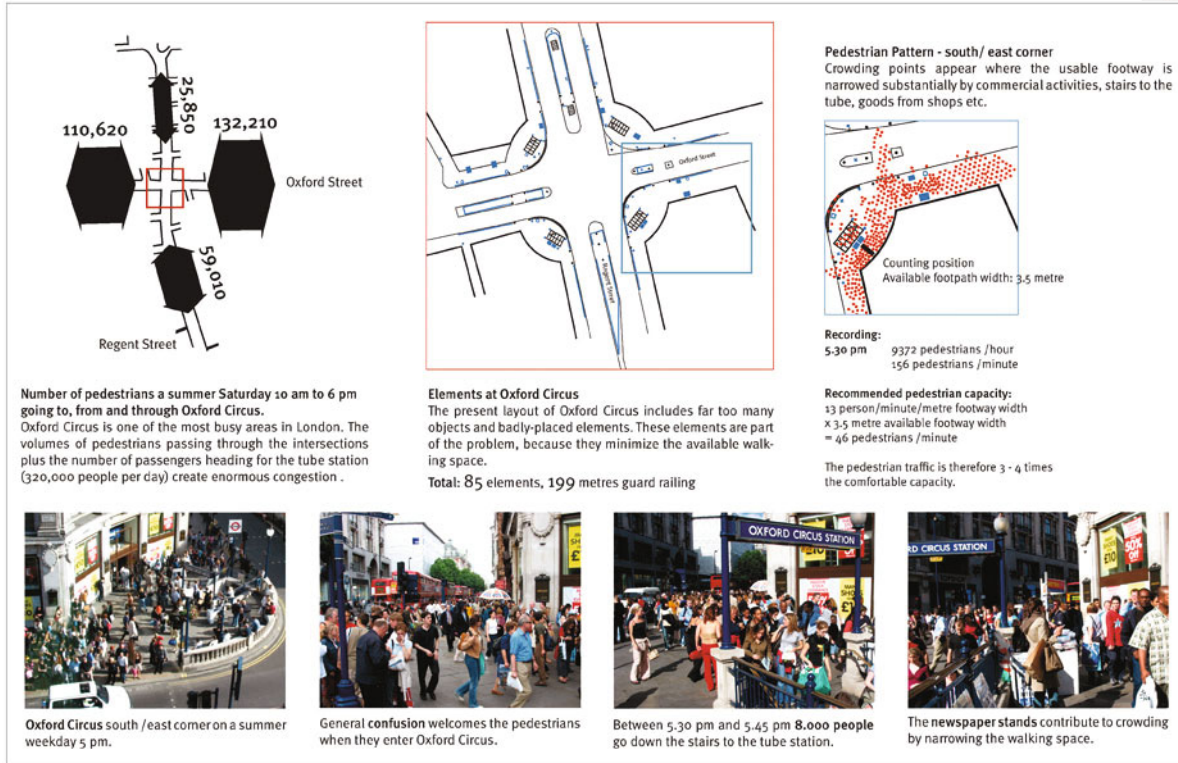 25,850
110,620
132,210
Oxford Street
59,010
Regent Street
Number of pedestrians a summer Saturday 10 am to 6 pm
going to, from and through Oxford Circus.
Oxford Circus is one of the most busy areas in London. The
volumes of pedestrians passing through the intersections
plus the number of passengers heading for the tube station
(320,000 people per day) create enormous congestion .
Oxford Street
Regent Street
Elements at Oxford Circus
The present layout of Oxford Circus includes far too many
objects and badly-placed elements. These elements are part
of the problem, because they minimize the available walk-
ing space.
Total: 85 elements, 199 metres guard railing
Pedestrian Pattern - south/ east corner
Crowding points appear where the usable footway is
narrowed substantially by commercial activities, stairs to the
tube, goods from shops etc.
Counting position
Available footpath width: 3.5 metre
Recording:
5.30 pm 9372 pedestrians /hour
156 pedestrians /minute
Recommended pedestrian capacity:
13 person/minute/metre footway width
x 3.5 metre available footway width
= 46 pedestrians /minute
The pedestrian traffic is therefore 3 - 4 times
the comfortable capacity.
Oxford Circus south /east corner on a summer
weekday 5 pm.
General confusion welcomes the pedestrians
when they enter Oxford Circus.
OXFORD CIRCUS STATION
£10
Between 5.30 pm and 5.45 pm 8.000 people
go down the stairs to the tube station.
RD CIRCUS STATION
£10
50%
OFF
The newspaper stands contribute to crowding
by narrowing the walking space.